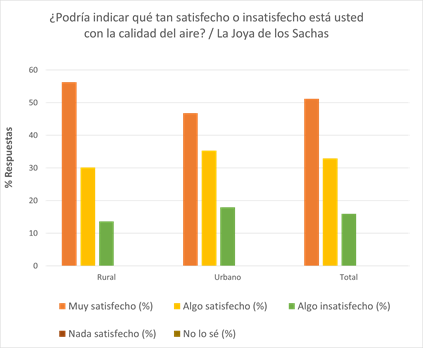 ¿Podría indicar qué tan satisfecho o insatisfecho está usted
con la calidad del aire? / La Joya de los Sachas
% Respuestas
60
50
40
30
20
10
0
Rural
Urbano
Total
Muy satisfecho (%)
Algo satisfecho (%)
Algo insatisfecho (%)
Nada satisfecho (%)
No lo sé (%)